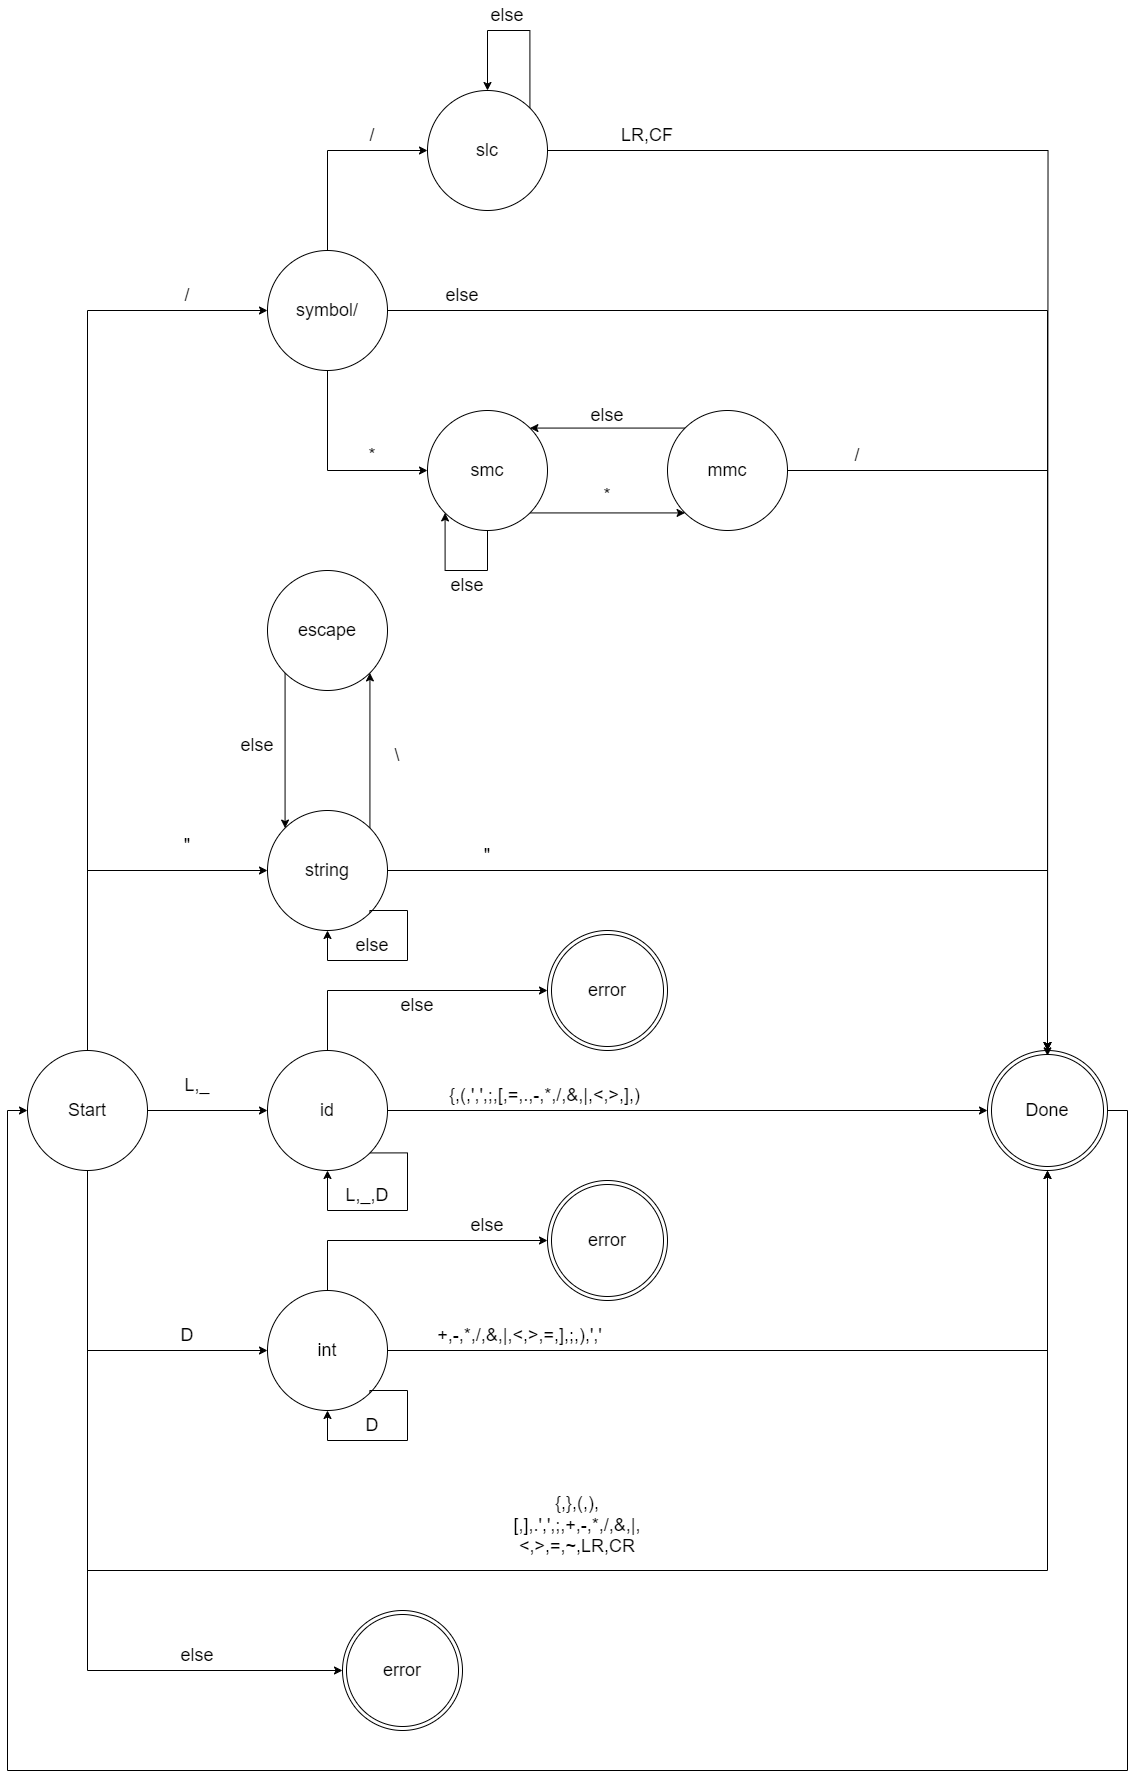 else
/
LR,CF
slc
/
else
symbol/
else
*
/
smc
mmc
*
else
escape
else
\
"
"
string
else
error
else
L,_
{,(,',',;,[,=,.,-,*,/,&,|,<,>,],)
Start
id
Done
L,_,D
else
error
D
+,-,*,/,&,|,<,>,=,],;,),','
int
D
{,},(,),
[,],.',',;,+,-,*,/,&,|,
<,>,=,~,LR,CR
else
error